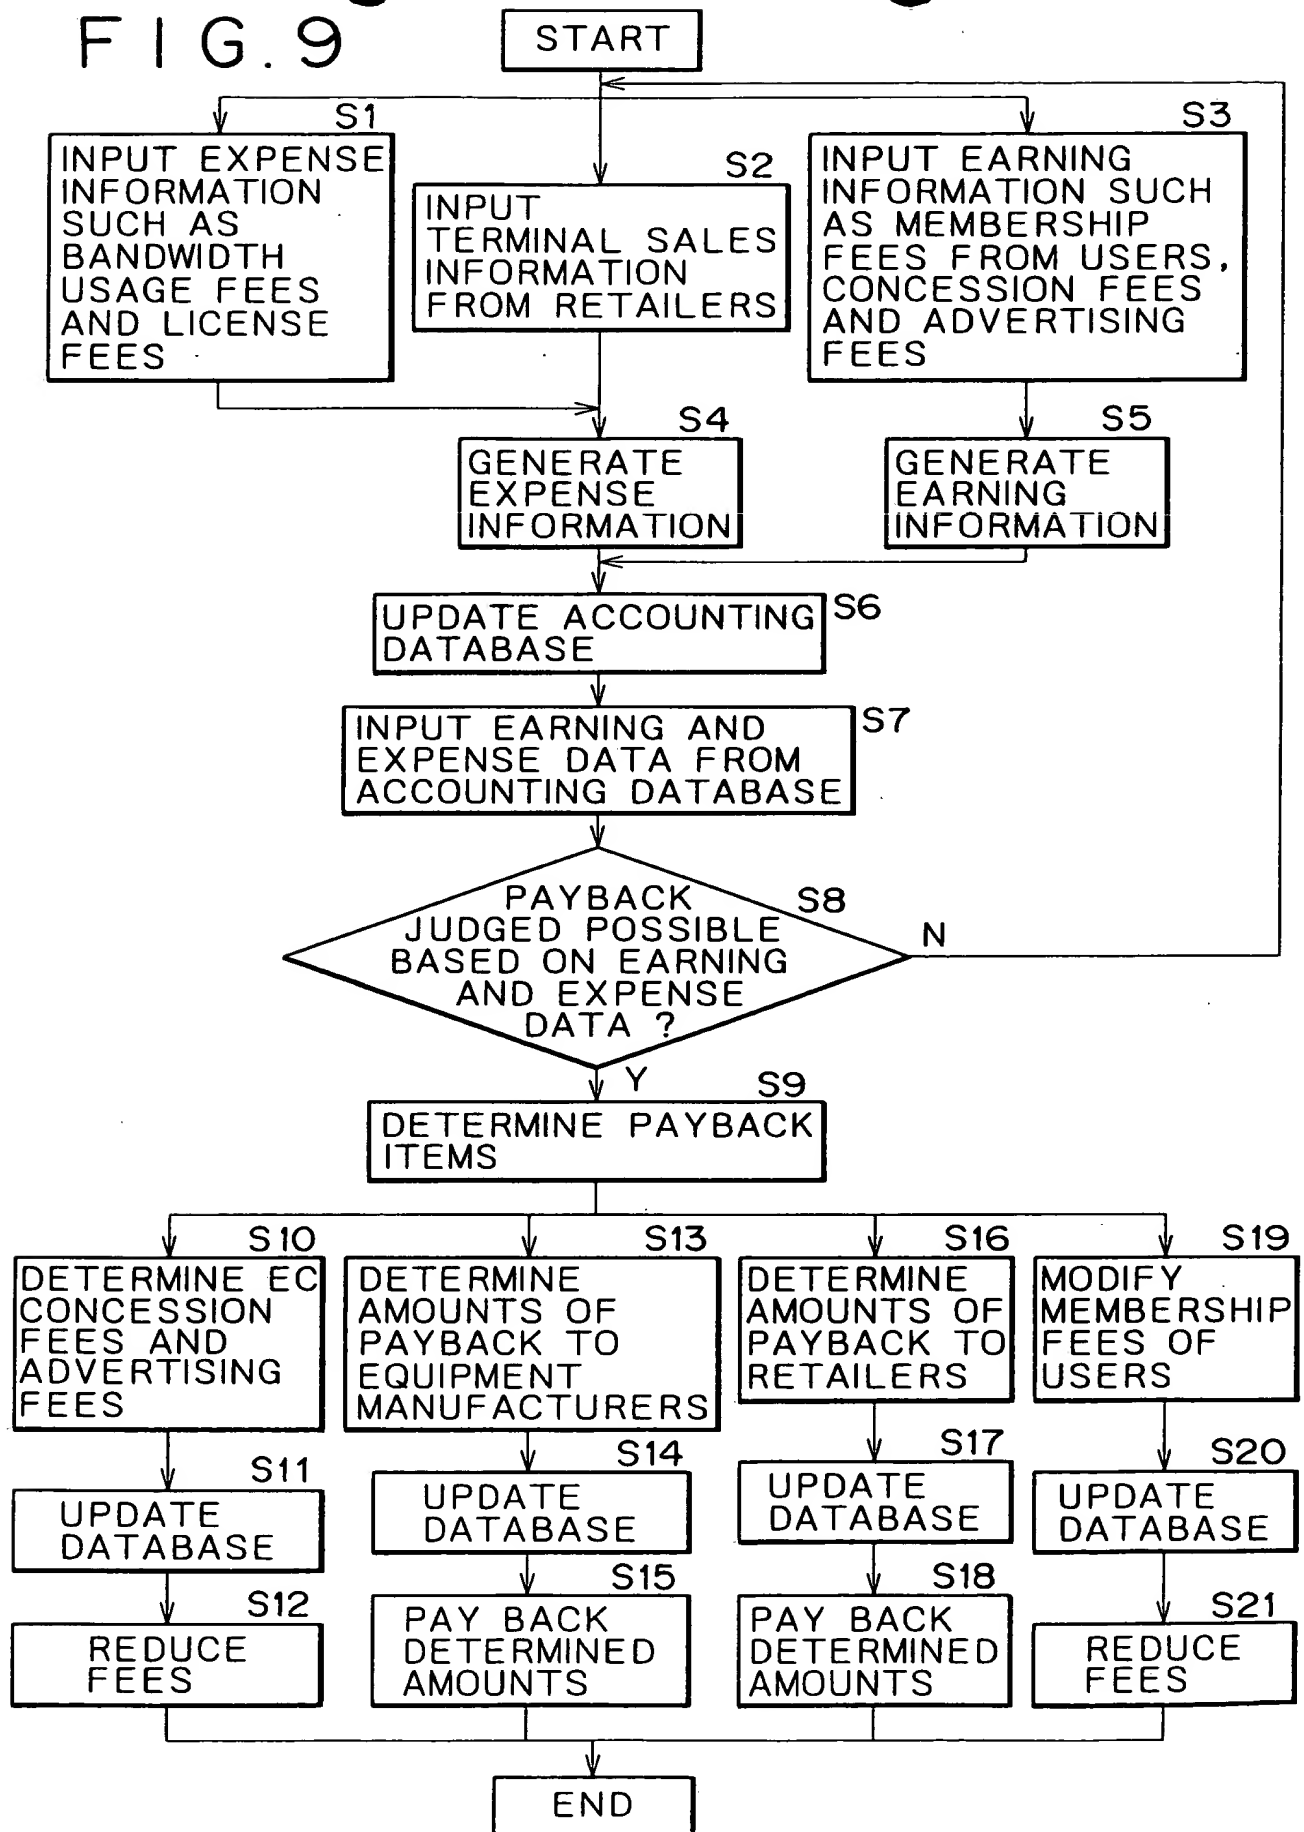 FIG.9
START
S1
INPUT EXPENSE
INFORMATION
SUCH AS
BANDWIDTH
USAGE FEES
AND LICENSE
FEES
S2
INPUT
TERMINAL SALES
INFORMATION
FROM RETAILERS
S3
INPUT EARNING
INFORMATION SUCH
AS MEMBERSHIP
FEES FROM USERS,
CONCESSION FEES
AND ADVERTISING
FEES
S4
GENERATE
EXPENSE
INFORMATION
S5
GENERATE
EARNING
INFORMATION
S6
UPDATE ACCOUNTING
DATABASE
S7
INPUT EARNING AND
EXPENSE DATA FROM
ACCOUNTING DATABASE
S8
PAYBACK
JUDGED POSSIBLE
BASED ON EARNING
AND EXPENSE
DATA ?
N
Y
S9
DETERMINE PAYBACK
ITEMS
S10
DETERMINE EC
CONCESSION
FEES AND
ADVERTISING
FEES
S13
DETERMINE
AMOUNTS OF
PAYBACK TO
EQUIPMENT
MANUFACTURERS
S16
DETERMINE
AMOUNTS OF
PAYBACK TO
RETAILERS
S19
MODIFY
MEMBERSHIP
FEES OF
USERS
S11
UPDATE
DATABASE
S14
UPDATE
DATABASE
S17
UPDATE
DATABASE
S20
UPDATE
DATABASE
S12
REDUCE
FEES
S15
PAY BACK
DETERMINED
AMOUNTS
S18
PAY BACK
DETERMINED
AMOUNTS
S21
REDUCE
FEES
END